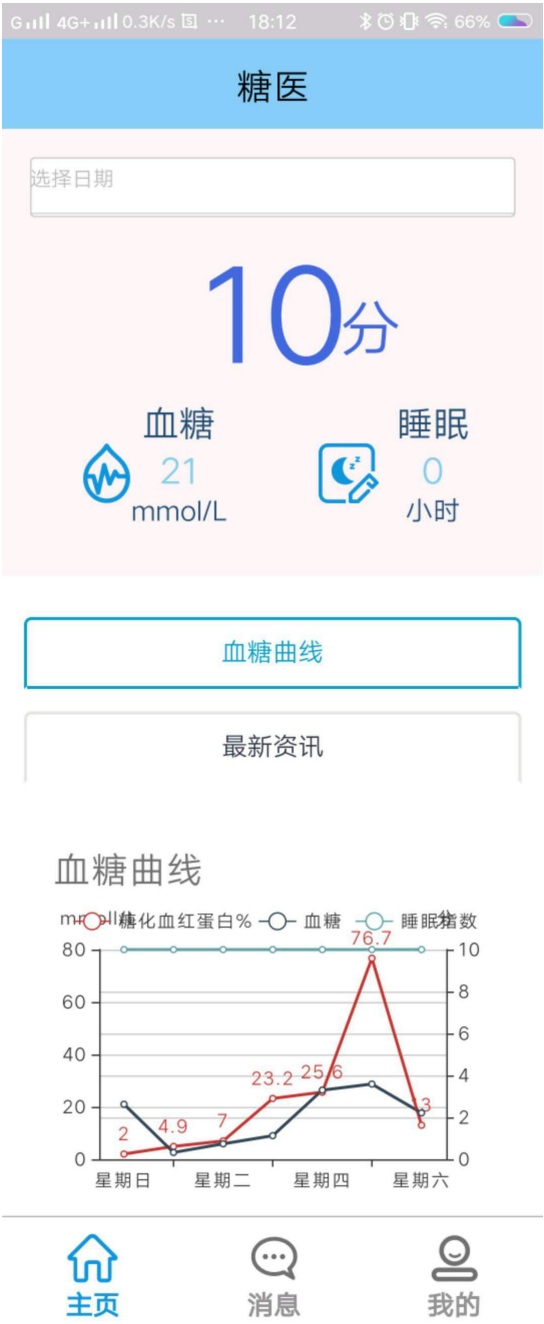 G 4G+ 0.3K/s ··· 18:12 66%
糖医
选择日期
10分
血糖 睡眠
21 0
mmol/L 小时
血糖曲线
最新资讯
血糖曲线
糖化血红蛋白% 血糖 睡眠指数
76.7
80 10
8
60
6
40
4
23.2 25.6
20 13
2
2 4.9 7
0 0
星期日 星期二 星期四 星期六
主页 消息 我的